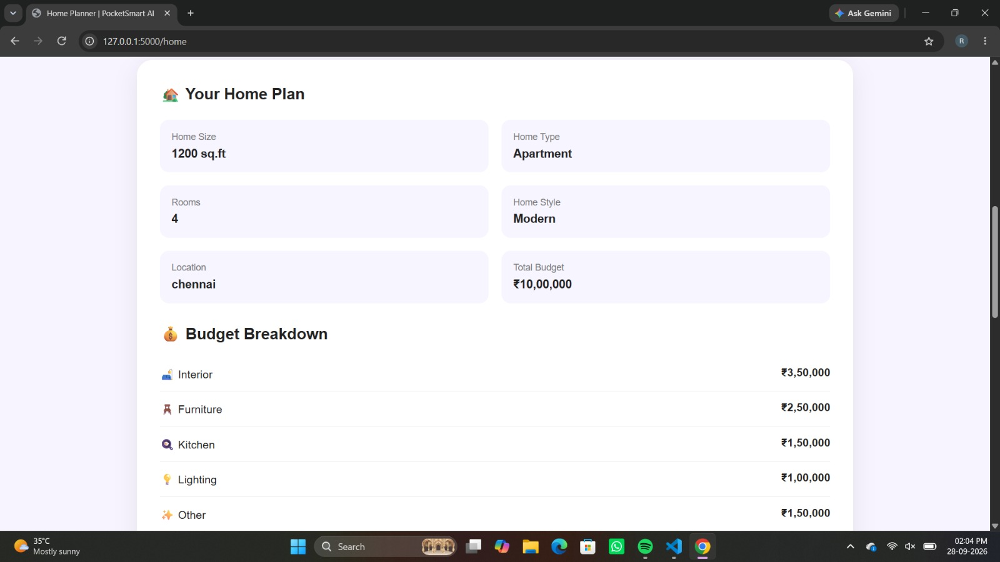 Home Planner | PocketSmart AI
Ask Gemini
127.0.0.1:5000/home
R
Your Home Plan
Home Size
1200 sq.ft
Home Type
Apartment
Rooms
4
Home Style
Modern
Location
chennai
Total Budget
₹10,00,000
Budget Breakdown
Interior ₹3,50,000
Furniture ₹2,50,000
Kitchen ₹1,50,000
Lighting ₹1,00,000
Other ₹1,50,000
35°C
Mostly sunny
Search
02:04 PM
28-09-2026